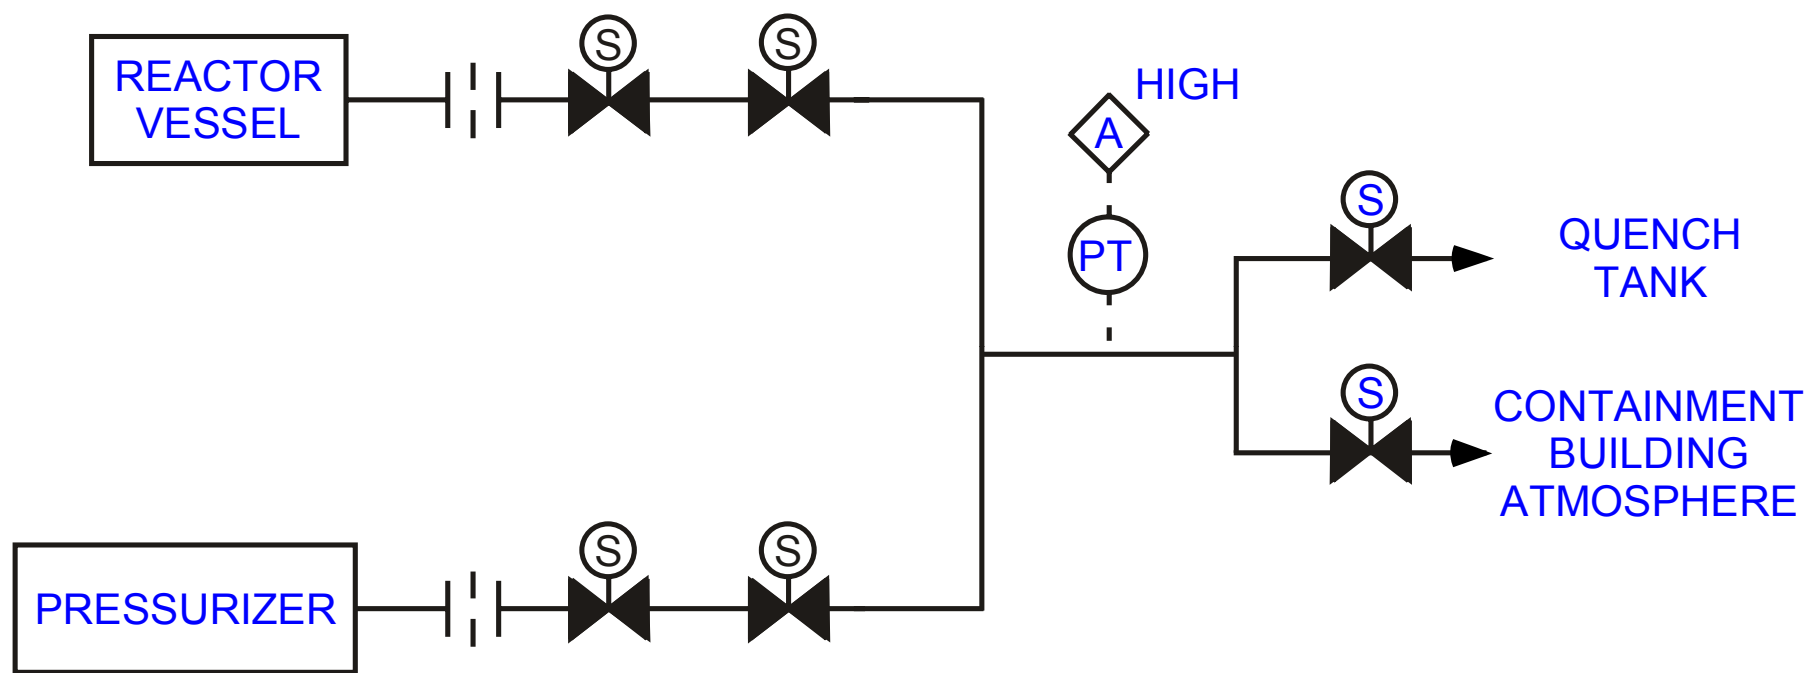 REACTOR
VESSEL
S
S
HIGH
A
PT
S
QUENCH
TANK
S
CONTAINMENT
BUILDING
ATMOSPHERE
S
S
PRESSURIZER